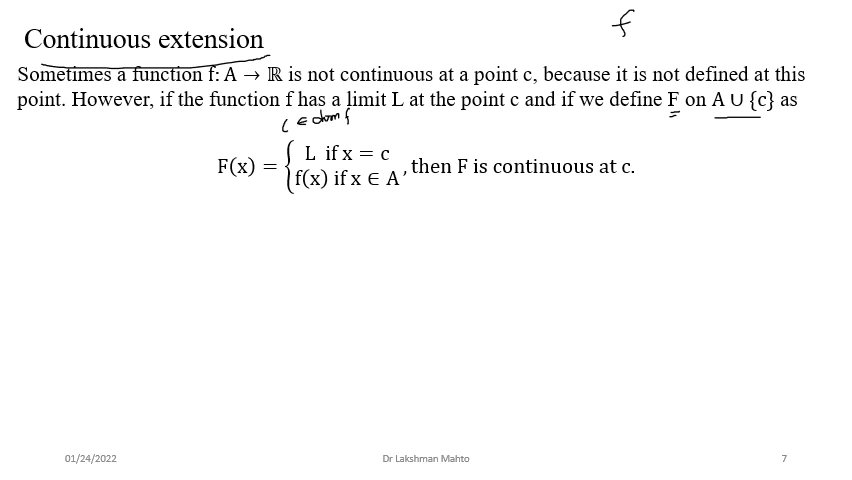 f
Continuous extension
Sometimes a function f: A → ℝ is not continuous at a point c, because it is not defined at this
point. However, if the function f has a limit L at the point c and if we define F on A ∪ {c} as
c ∈ dom f
F(x) = { L if x = c
f(x) if x ∈ A , then F is continuous at c.
01/24/2022 Dr Lakshman Mahto 7